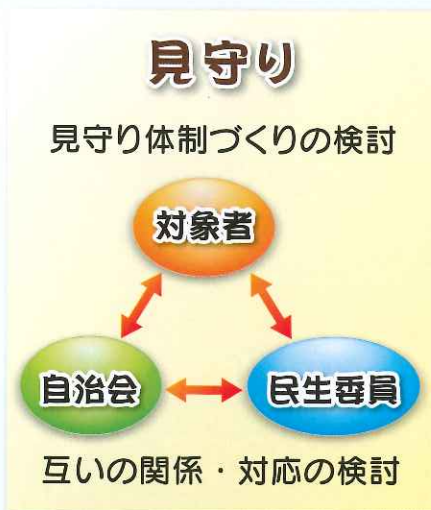 見守り
見守り体制づくりの検討
対象者
自治会
民生委員
互いの関係・対応の検討